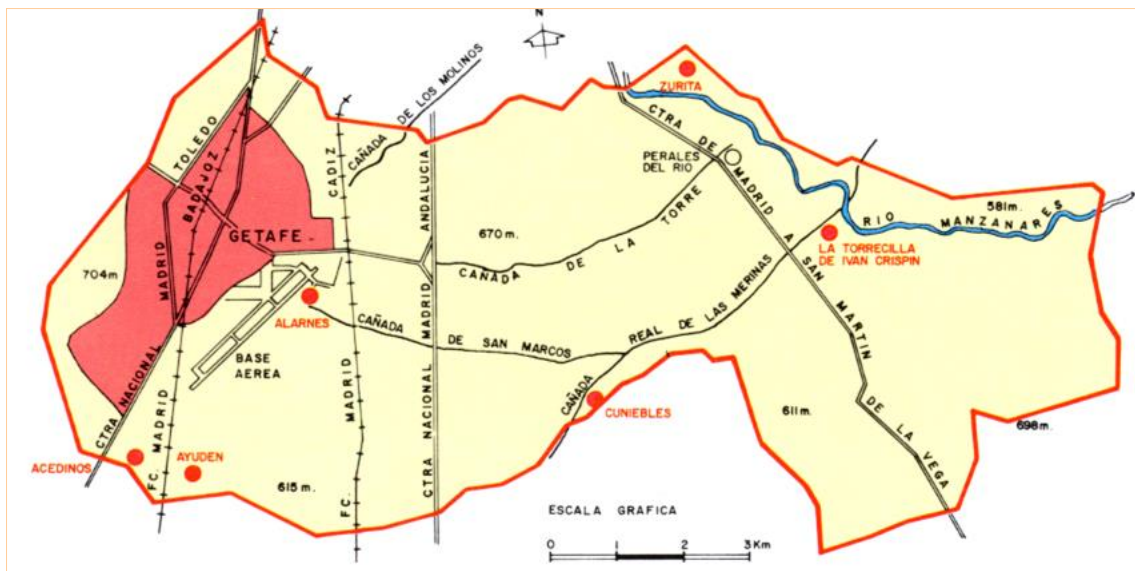 N
CAÑADA DE LOS MOLINOS
ZURITA
CTRA DE MADRID A SAN MARTIN DE LA VEGA
TOLEDO
BADAJOZ
CADIZ
ANDALUCIA
PERALES
DEL RIO
GETAFE
670 m.
581m.
RIO MANZANARES
LA TORRECILLA
DE IVAN CRISPIN
704m
MADRID
CAÑADA DE LA TORRE
ALARNES
CAÑADA DE SAN MARCOS
CAÑADA REAL DE LAS MERINAS
BASE
AEREA
CTRA NACIONAL
FC. MADRID
FC. MADRID
CTRA NACIONAL MADRID
CUNIEBLES
611m.
698m.
ACEDINOS
AYUDEN
615 m.
ESCALA GRAFICA
0 1 2 3 Km